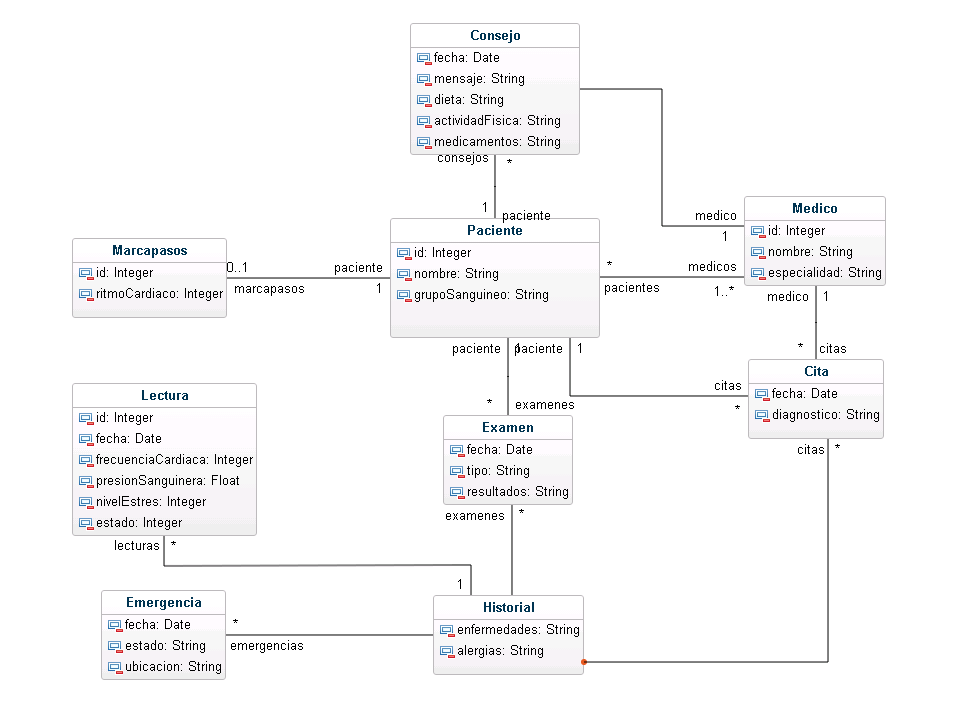 Consejo
fecha: Date
mensaje: String
dieta: String
actividadFisica: String
medicamentos: String
consejos *
1 paciente
medico
1
Medico
id: Integer
nombre: String
especialidad: String
Marcapasos
id: Integer
ritmoCardiaco: Integer
0..1 paciente
marcapasos 1
Paciente
id: Integer
nombre: String
grupoSanguineo: String
* medicos
pacientes 1..*
medico 1
* citas
paciente 1
paciente 1
* examenes
citas
*
Cita
fecha: Date
diagnostico: String
citas *
Lectura
id: Integer
fecha: Date
frecuenciaCardiaca: Integer
presionSanguinera: Float
nivelEstres: Integer
estado: Integer
lecturas *
Examen
fecha: Date
tipo: String
resultados: String
examenes *
1
Emergencia
fecha: Date
estado: String
ubicacion: String
*
emergencias
Historial
enfermedades: String
alergias: String